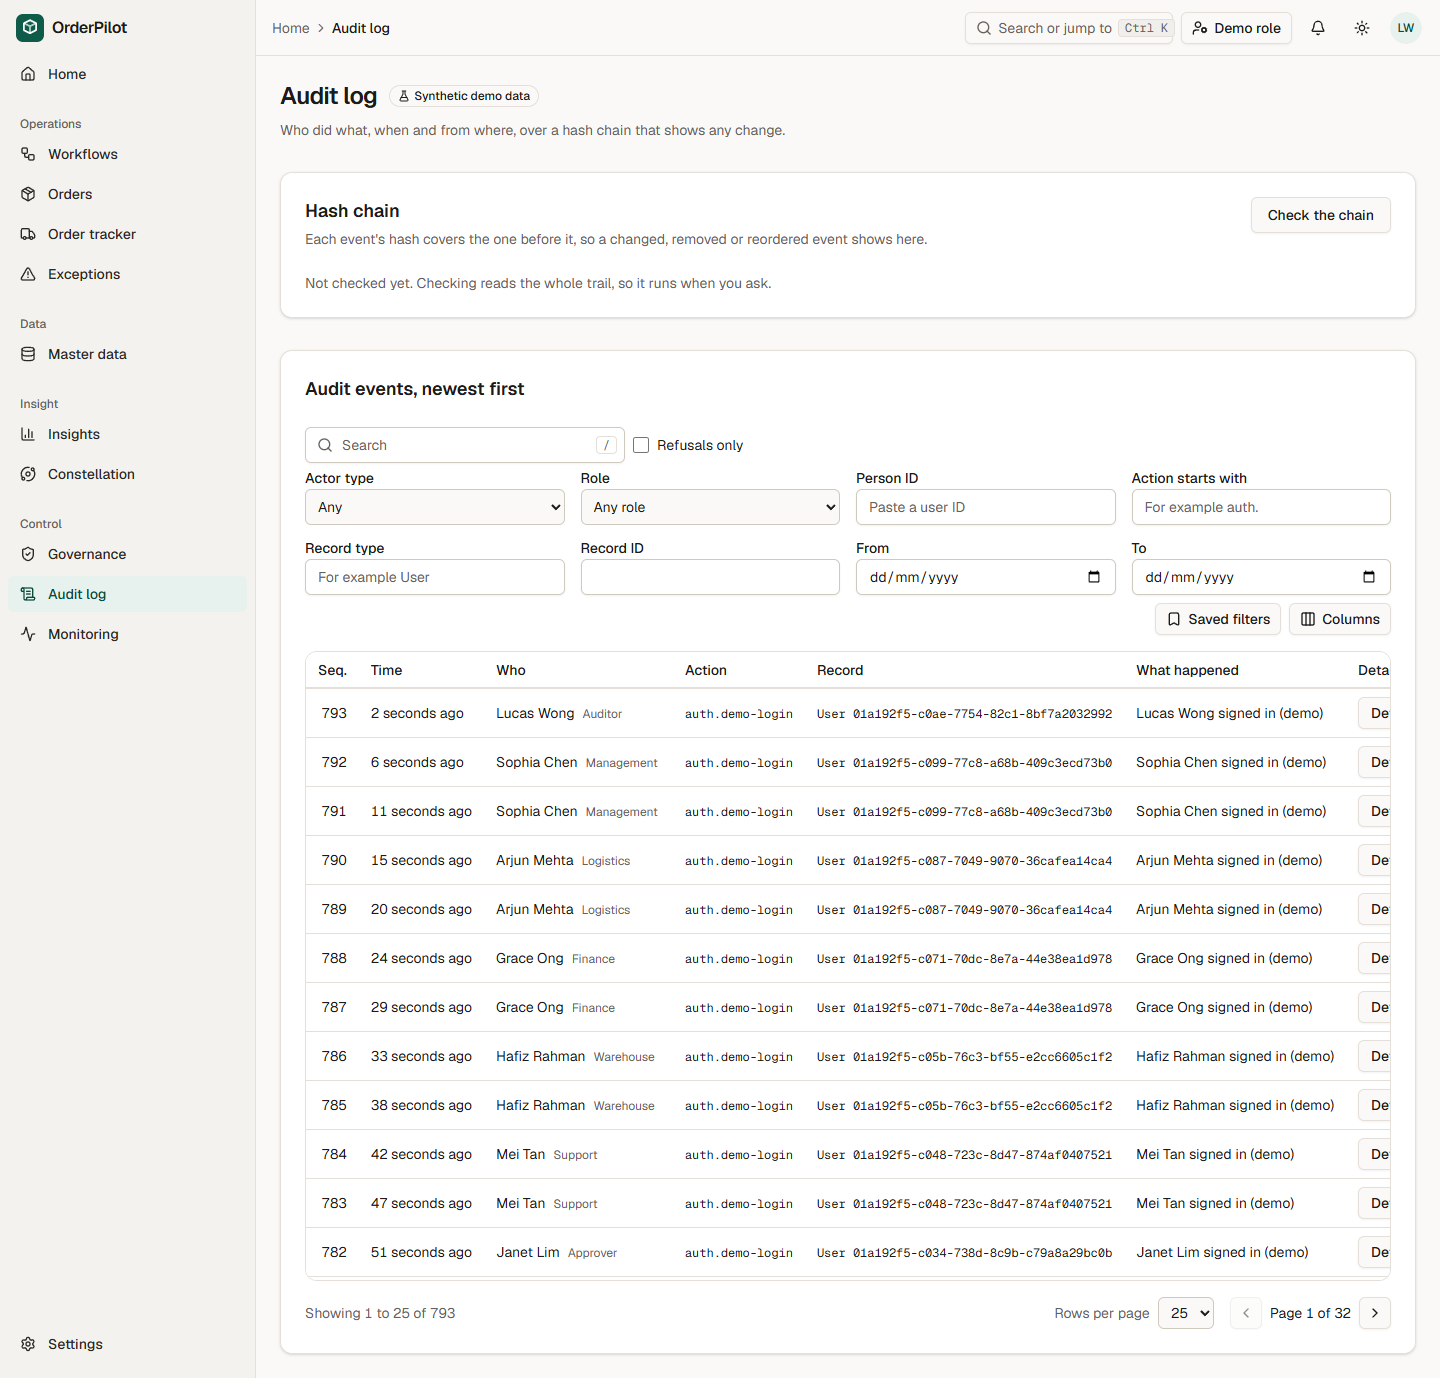 OrderPilot
Home
Operations
Workflows
Orders
Order tracker
Exceptions
Data
Master data
Insight
Insights
Constellation
Control
Governance
Audit log
Monitoring
Settings
Home > Audit log
Search or jump to Ctrl K
Demo role
LW
Audit log Synthetic demo data
Who did what, when and from where, over a hash chain that shows any change.
Hash chain
Check the chain
Each event's hash covers the one before it, so a changed, removed or reordered event shows here.
Not checked yet. Checking reads the whole trail, so it runs when you ask.
Audit events, newest first
Search / Refusals only
Actor type Role Person ID Action starts with
Any Any role Paste a user ID For example auth.
Record type Record ID From To
For example User dd/mm/yyyy dd/mm/yyyy
Saved filters Columns
Seq. Time Who Action Record What happened Deta
793 2 seconds ago Lucas Wong Auditor auth.demo-login User 01a192f5-c0ae-7754-82c1-8bf7a2032992 Lucas Wong signed in (demo) De
792 6 seconds ago Sophia Chen Management auth.demo-login User 01a192f5-c099-77c8-a68b-409c3ecd73b0 Sophia Chen signed in (demo) De
791 11 seconds ago Sophia Chen Management auth.demo-login User 01a192f5-c099-77c8-a68b-409c3ecd73b0 Sophia Chen signed in (demo) De
790 15 seconds ago Arjun Mehta Logistics auth.demo-login User 01a192f5-c087-7049-9070-36cafea14ca4 Arjun Mehta signed in (demo) De
789 20 seconds ago Arjun Mehta Logistics auth.demo-login User 01a192f5-c087-7049-9070-36cafea14ca4 Arjun Mehta signed in (demo) De
788 24 seconds ago Grace Ong Finance auth.demo-login User 01a192f5-c071-70dc-8e7a-44e38ea1d978 Grace Ong signed in (demo) De
787 29 seconds ago Grace Ong Finance auth.demo-login User 01a192f5-c071-70dc-8e7a-44e38ea1d978 Grace Ong signed in (demo) De
786 33 seconds ago Hafiz Rahman Warehouse auth.demo-login User 01a192f5-c05b-76c3-bf55-e2cc6605c1f2 Hafiz Rahman signed in (demo) De
785 38 seconds ago Hafiz Rahman Warehouse auth.demo-login User 01a192f5-c05b-76c3-bf55-e2cc6605c1f2 Hafiz Rahman signed in (demo) De
784 42 seconds ago Mei Tan Support auth.demo-login User 01a192f5-c048-723c-8d47-874af0407521 Mei Tan signed in (demo) De
783 47 seconds ago Mei Tan Support auth.demo-login User 01a192f5-c048-723c-8d47-874af0407521 Mei Tan signed in (demo) De
782 51 seconds ago Janet Lim Approver auth.demo-login User 01a192f5-c034-738d-8c9b-c79a8a29bc0b Janet Lim signed in (demo) De
Showing 1 to 25 of 793 Rows per page 25 Page 1 of 32